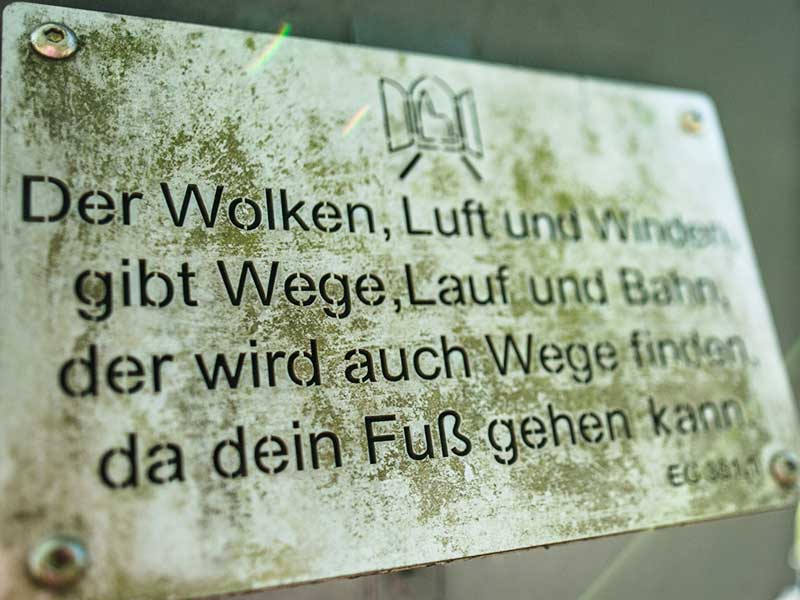 Der Wolken, Luft und Winden
gibt Wege, Lauf und Bahn,
der wird auch Wege finden,
da dein Fuß gehen kann.
EG